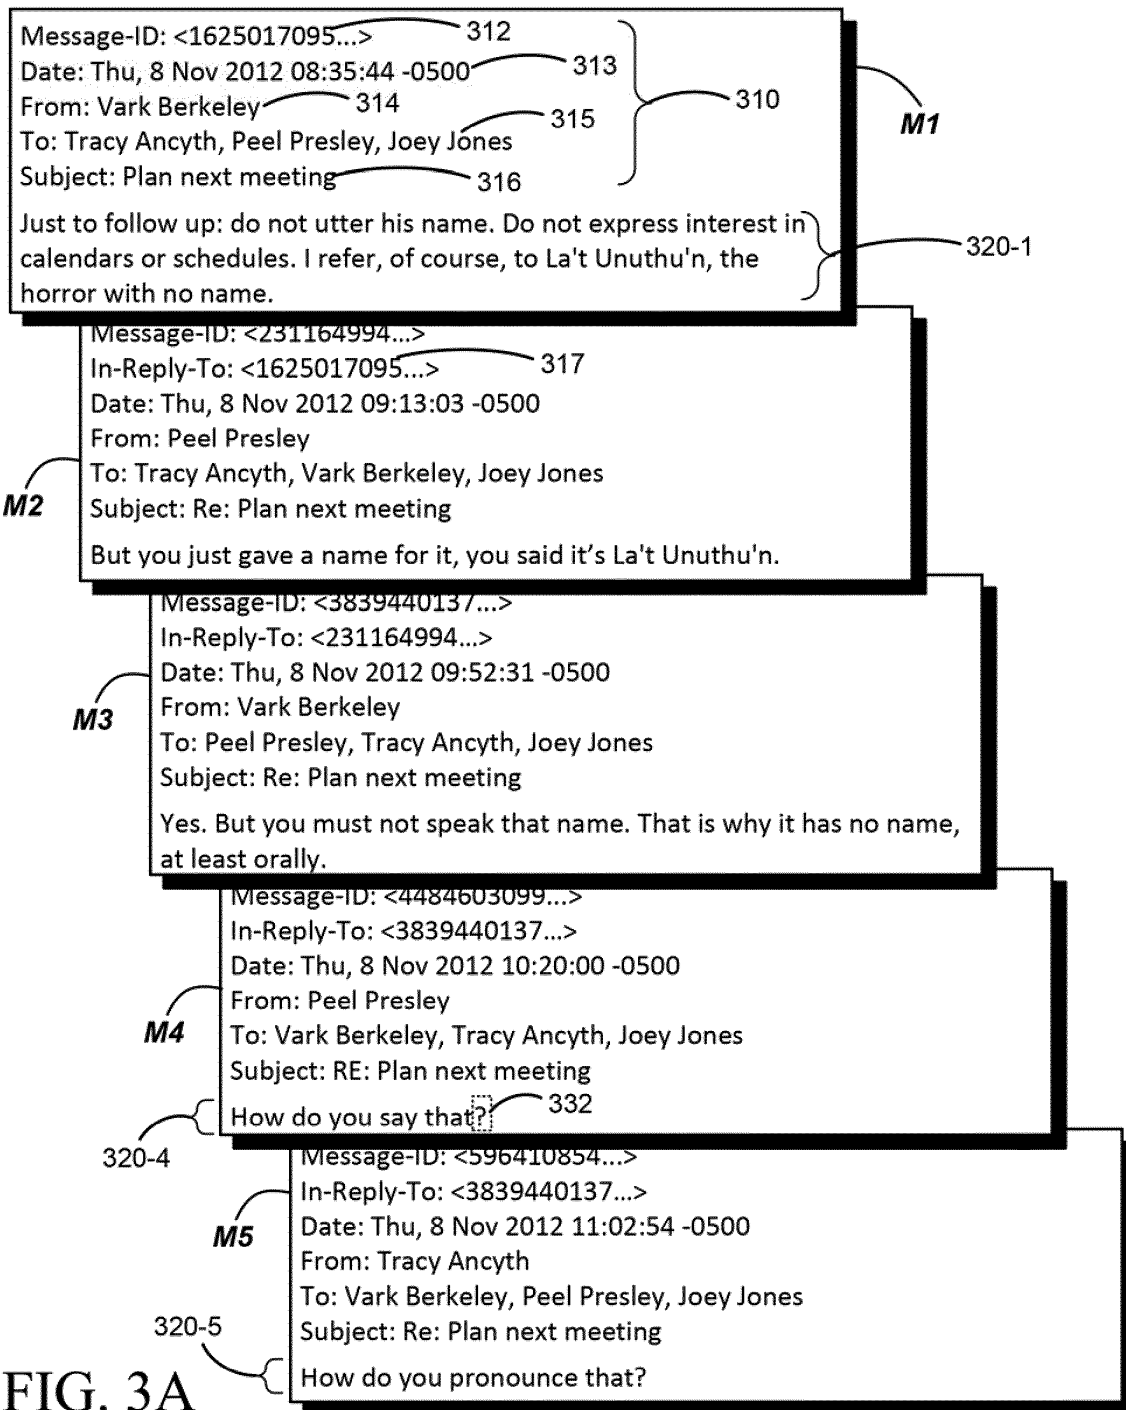 Message-ID: <1625017095...> 312
Date: Thu, 8 Nov 2012 08:35:44 -0500 313
From: Vark Berkeley 314
310
M1
To: Tracy Ancyth, Peel Presley, Joey Jones 315
Subject: Plan next meeting 316
Just to follow up: do not utter his name. Do not express interest in
calendars or schedules. I refer, of course, to La't Unuthu'n, the
horror with no name.
320-1
Message-ID: <231164994...>
In-Reply-To: <1625017095...> 317
Date: Thu, 8 Nov 2012 09:13:03 -0500
From: Peel Presley
To: Tracy Ancyth, Vark Berkeley, Joey Jones
M2
Subject: Re: Plan next meeting
But you just gave a name for it, you said it’s La't Unuthu'n.
Message-ID: <3839440137...>
In-Reply-To: <231164994...>
Date: Thu, 8 Nov 2012 09:52:31 -0500
From: Vark Berkeley
M3
To: Peel Presley, Tracy Ancyth, Joey Jones
Subject: Re: Plan next meeting
Yes. But you must not speak that name. That is why it has no name,
at least orally.
Message-ID: <4484603099...>
In-Reply-To: <3839440137...>
Date: Thu, 8 Nov 2012 10:20:00 -0500
From: Peel Presley
M4
To: Vark Berkeley, Tracy Ancyth, Joey Jones
Subject: RE: Plan next meeting
How do you say that? 332
320-4
Message-ID: <596410854...>
In-Reply-To: <3839440137...>
M5
Date: Thu, 8 Nov 2012 11:02:54 -0500
From: Tracy Ancyth
To: Vark Berkeley, Peel Presley, Joey Jones
Subject: Re: Plan next meeting
320-5
How do you pronounce that?
FIG. 3A